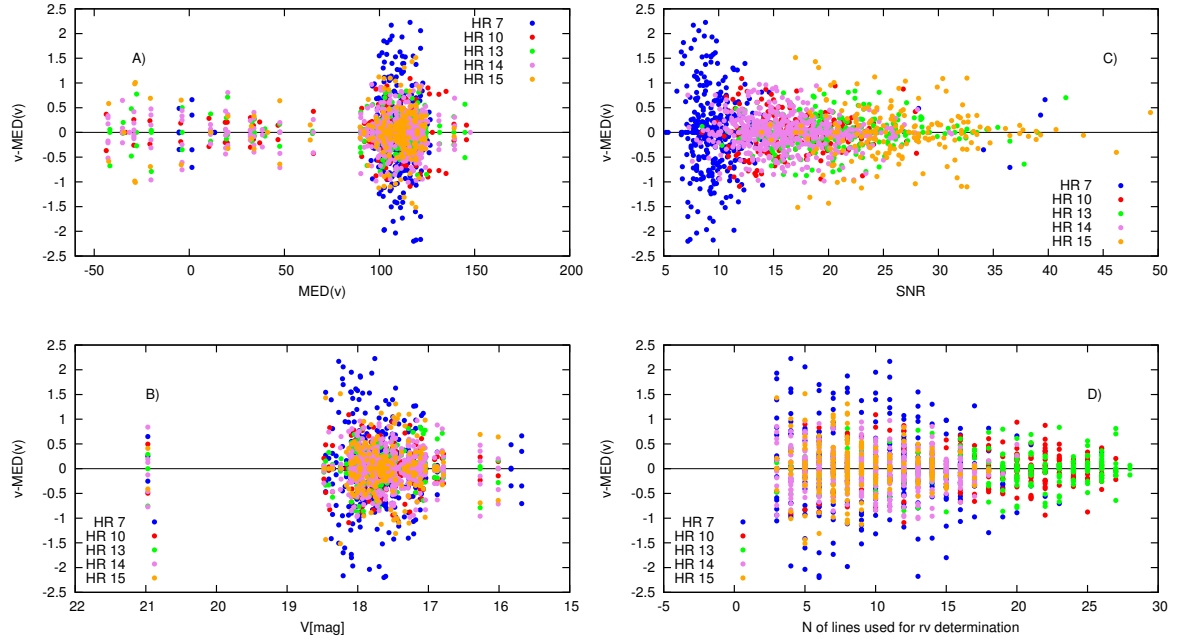 2.5
2
1.5
1
0.5
0
-0.5
-1
-1.5
-2
-2.5
v-MED(v)
A)
HR 7
HR 10
HR 13
HR 14
HR 15
-50 0 50 100 150 200
MED(v)
2.5
2
1.5
1
0.5
0
-0.5
-1
-1.5
-2
-2.5
v-MED(v)
C)
HR 7
HR 10
HR 13
HR 14
HR 15
5 10 15 20 25 30 35 40 45 50
SNR
2.5
2
1.5
1
0.5
0
-0.5
-1
-1.5
-2
-2.5
v-MED(v)
B)
HR 7
HR 10
HR 13
HR 14
HR 15
22 21 20 19 18 17 16 15
V[mag]
2.5
2
1.5
1
0.5
0
-0.5
-1
-1.5
-2
-2.5
v-MED(v)
D)
HR 7
HR 10
HR 13
HR 14
HR 15
-5 0 5 10 15 20 25 30
N of lines used for rv determination